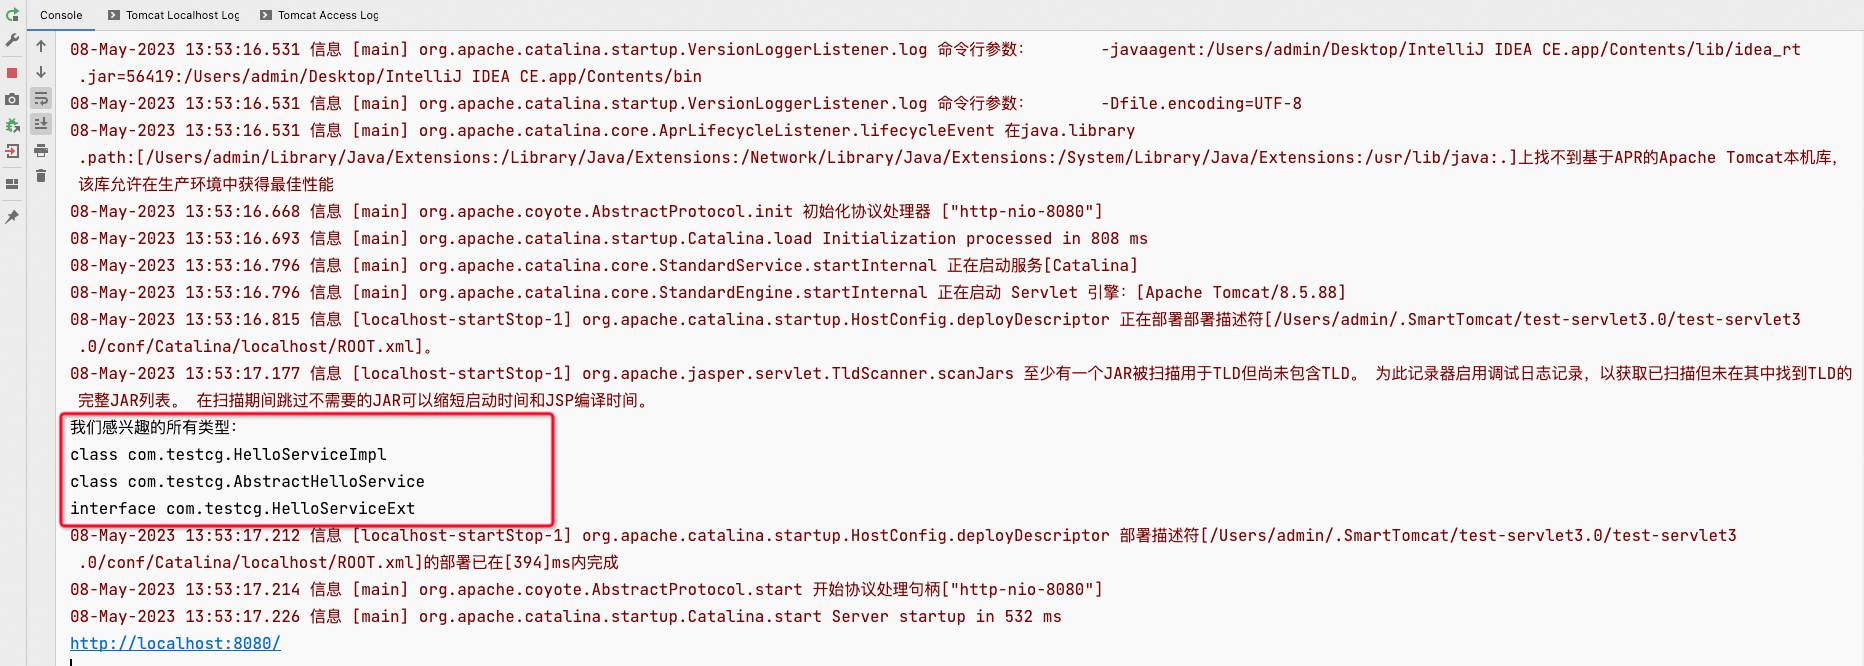 Console Tomcat Localhost Log Tomcat Access Log
08-May-2023 13:53:16.531 信息 [main] org.apache.catalina.startup.VersionLoggerListener.log 命令行参数： -javaagent:/Users/admin/Desktop/IntelliJ IDEA CE.app/Contents/lib/idea_rt
.jar=56419:/Users/admin/Desktop/IntelliJ IDEA CE.app/Contents/bin
08-May-2023 13:53:16.531 信息 [main] org.apache.catalina.startup.VersionLoggerListener.log 命令行参数： -Dfile.encoding=UTF-8
08-May-2023 13:53:16.531 信息 [main] org.apache.catalina.core.AprLifecycleListener.lifecycleEvent 在java.library
.path:[/Users/admin/Library/Java/Extensions:/Library/Java/Extensions:/Network/Library/Java/Extensions:/System/Library/Java/Extensions:/usr/lib/java:.]上找不到基于APR的Apache Tomcat本机库，
该库允许在生产环境中获得最佳性能
08-May-2023 13:53:16.668 信息 [main] org.apache.coyote.AbstractProtocol.init 初始化协议处理器 ["http-nio-8080"]
08-May-2023 13:53:16.693 信息 [main] org.apache.catalina.startup.Catalina.load Initialization processed in 808 ms
08-May-2023 13:53:16.796 信息 [main] org.apache.catalina.core.StandardService.startInternal 正在启动服务[Catalina]
08-May-2023 13:53:16.796 信息 [main] org.apache.catalina.core.StandardEngine.startInternal 正在启动 Servlet 引擎：[Apache Tomcat/8.5.88]
08-May-2023 13:53:16.815 信息 [localhost-startStop-1] org.apache.catalina.startup.HostConfig.deployDescriptor 正在部署部署描述符[/Users/admin/.SmartTomcat/test-servlet3.0/test-servlet3
.0/conf/Catalina/localhost/ROOT.xml]。
08-May-2023 13:53:17.177 信息 [localhost-startStop-1] org.apache.jasper.servlet.TldScanner.scanJars 至少有一个JAR被扫描用于TLD但尚未包含TLD。 为此记录器启用调试日志记录，以获取已扫描但未在其中找到TLD的
完整JAR列表。 在扫描期间跳过不需要的JAR可以缩短启动时间和JSP编译时间。
我们感兴趣的所有类型：
class com.testcg.HelloServiceImpl
class com.testcg.AbstractHelloService
interface com.testcg.HelloServiceExt
08-May-2023 13:53:17.212 信息 [localhost-startStop-1] org.apache.catalina.startup.HostConfig.deployDescriptor 部署描述符[/Users/admin/.SmartTomcat/test-servlet3.0/test-servlet3
.0/conf/Catalina/localhost/ROOT.xml]的部署已在[394]ms内完成
08-May-2023 13:53:17.214 信息 [main] org.apache.coyote.AbstractProtocol.start 开始协议处理句柄["http-nio-8080"]
08-May-2023 13:53:17.226 信息 [main] org.apache.catalina.startup.Catalina.start Server startup in 532 ms
http://localhost:8080/